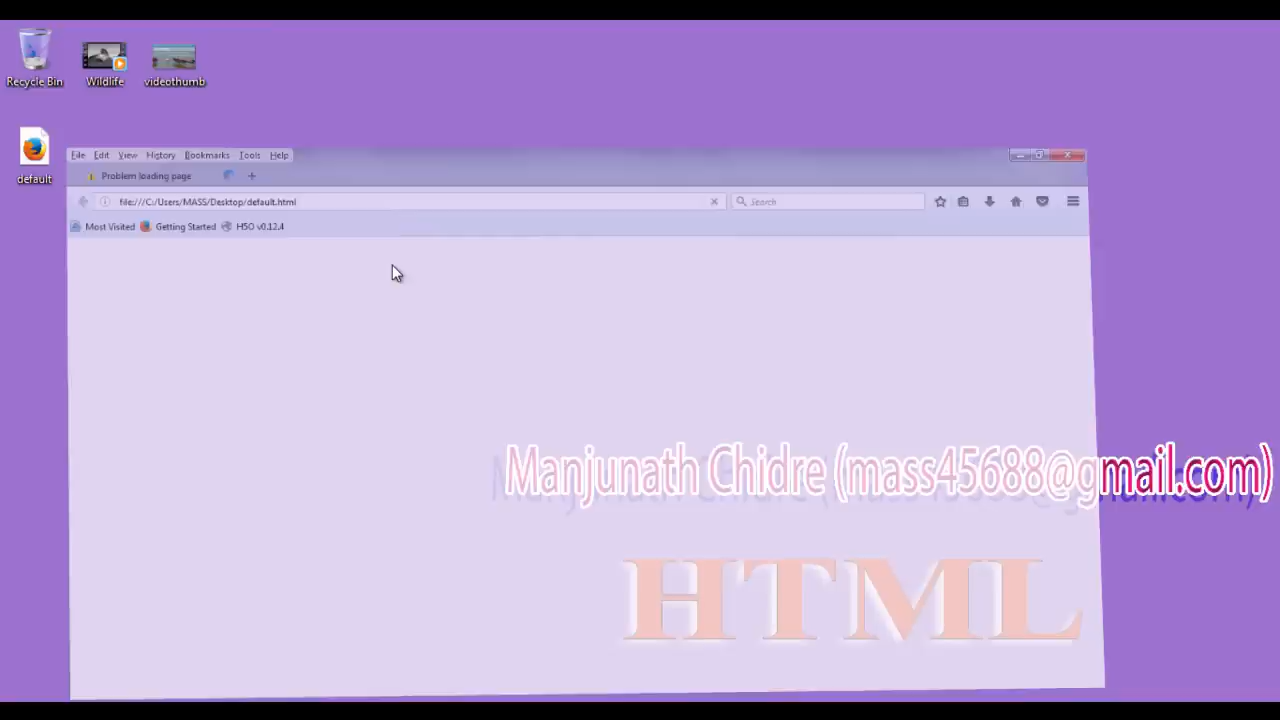 Recycle Bin
Wildlife
videothumb
default
File Edit View History Bookmarks Tools Help
Problem loading page
file:///C:/Users/MASS/Desktop/default.html
Search
Most Visited Getting Started H5O v0.12.4
Manjunath Chidre (mass45688@gmail.com)
HTML